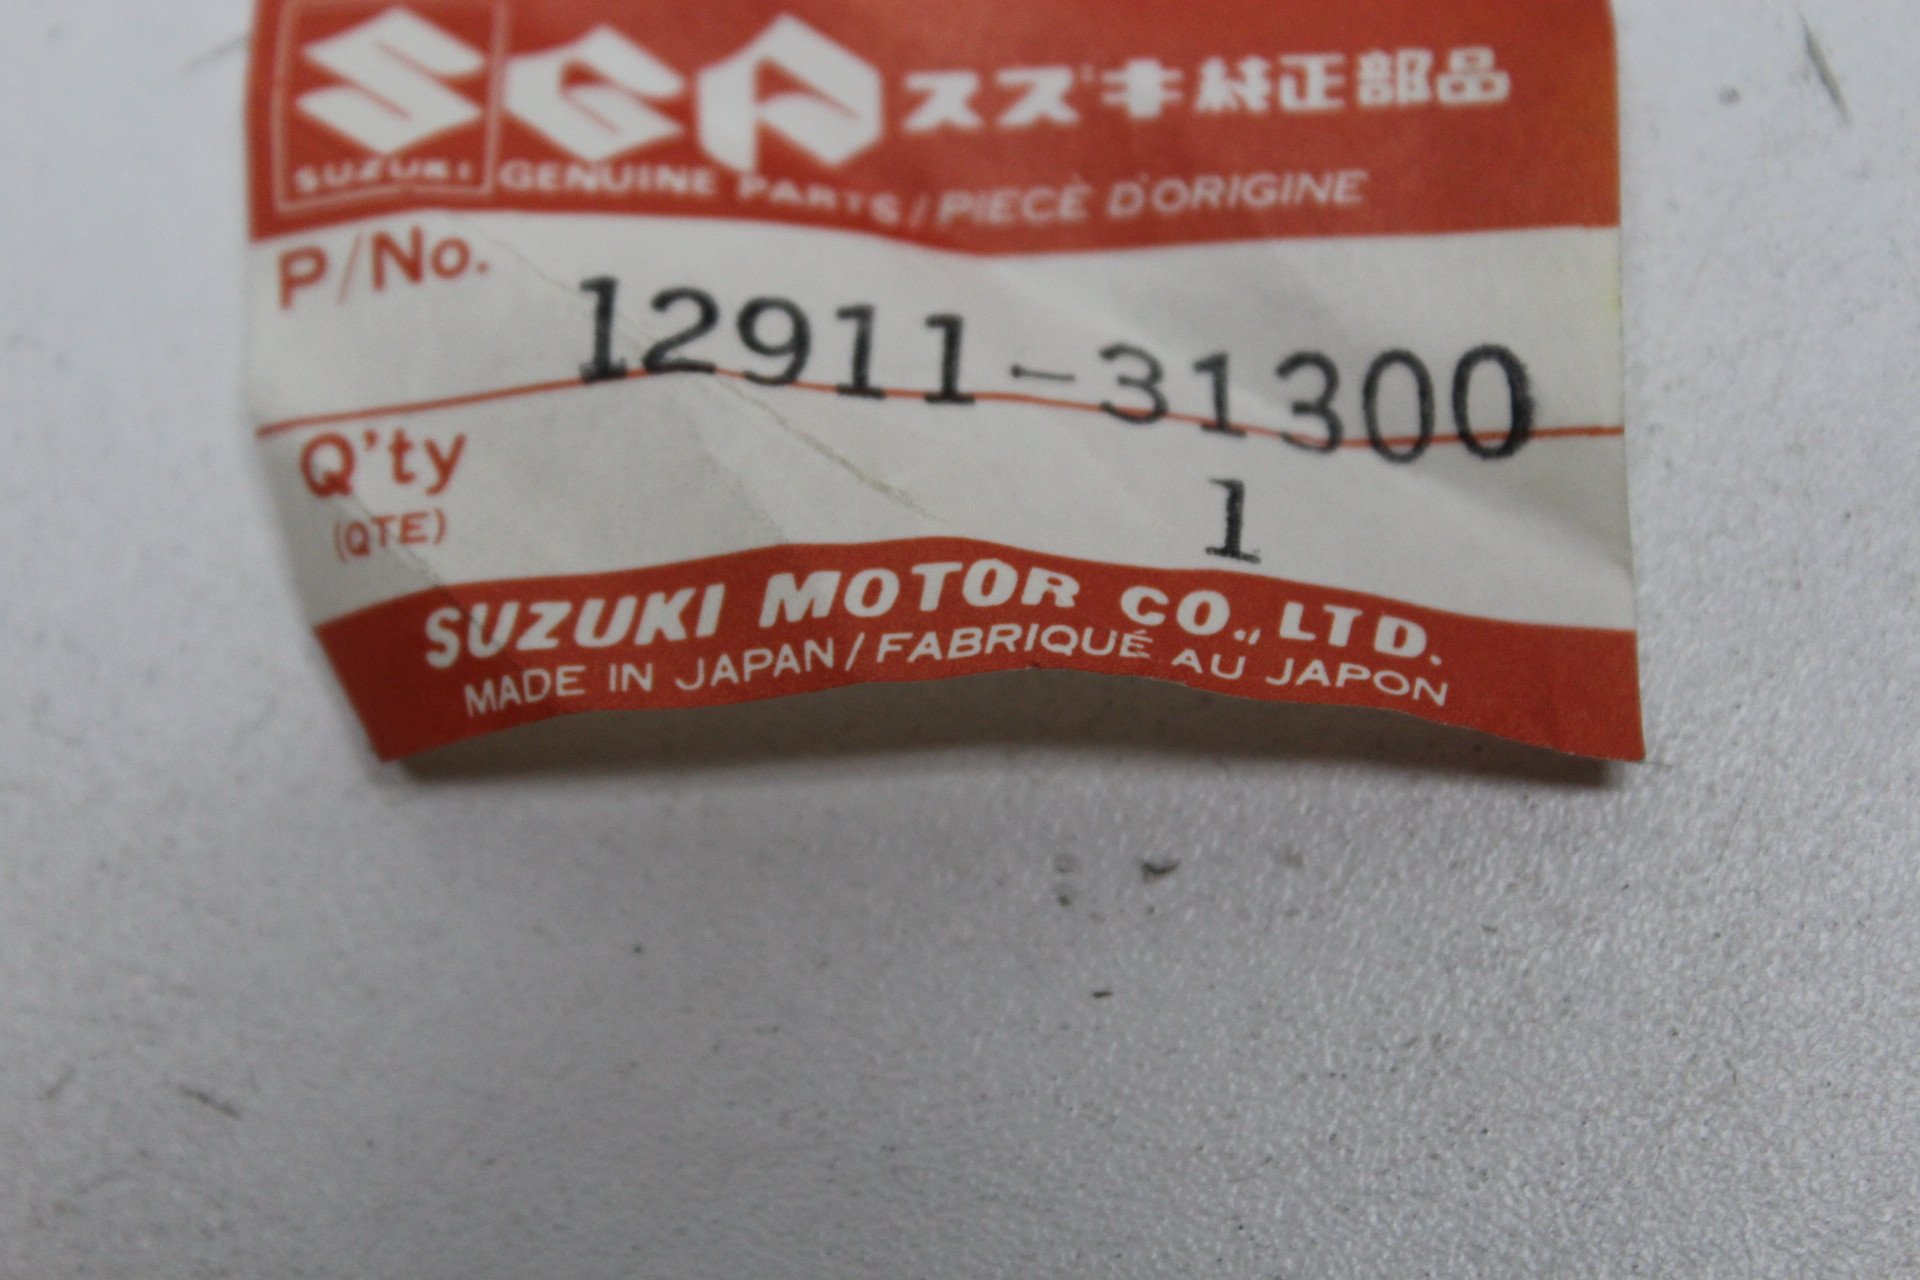 SGP スズキ純正部品
SUZUKI GENUINE PARTS/PIECE D'ORIGINE
P/No. 12911-31300
Q'ty 1
(QTE)
SUZUKI MOTOR CO., LTD.
MADE IN JAPAN/FABRIQUÉ AU JAPON